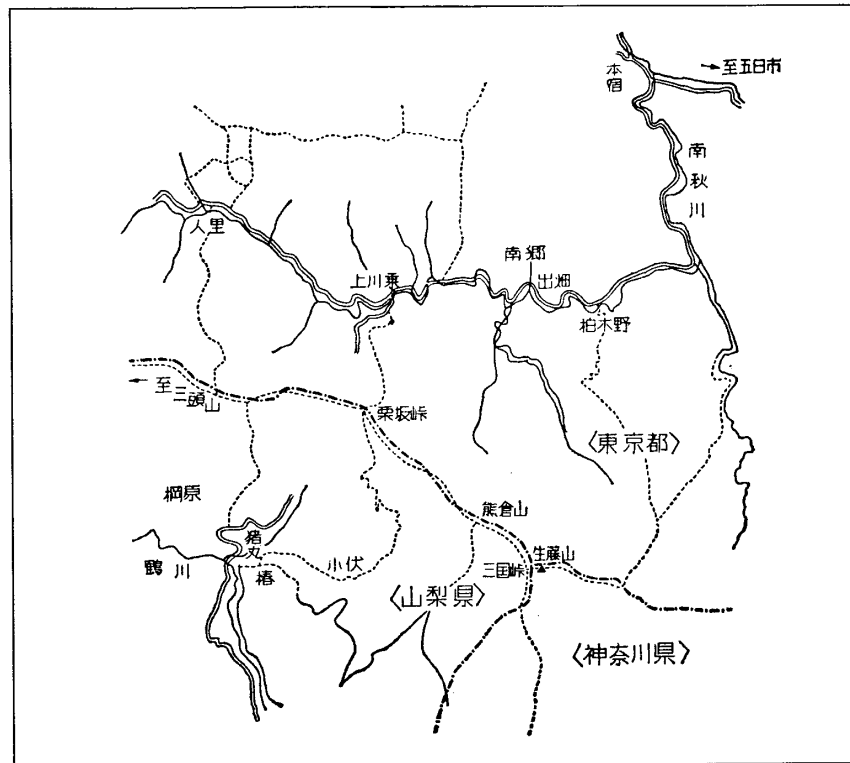 →至五日市
本宿
南秋川
人里
南郷
出畑
上川乗
柏木野
← 至三頭山
栗坂峠
〈東京都〉
棡原
熊倉山
猪丸
生藤山
小伏
三国峠
鶴川
椿
〈山梨県〉
〈神奈川県〉